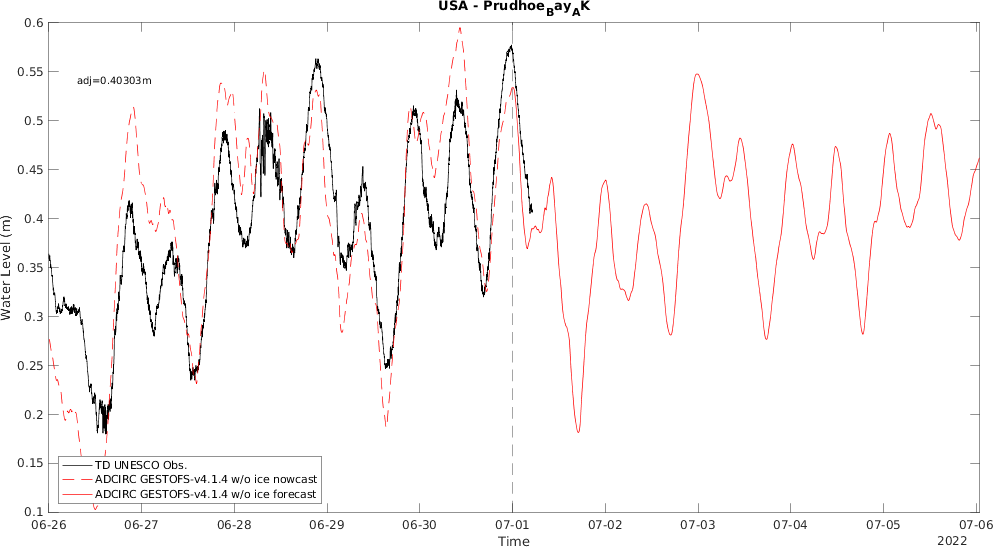 USA - PrudhoeBayAK
0.6
0.55
0.5
0.45
0.4
0.35
0.3
0.25
0.2
0.15
0.1
Water Level (m)
adj=0.40303m
TD UNESCO Obs.
ADCIRC GESTOFS-v4.1.4 w/o ice nowcast
ADCIRC GESTOFS-v4.1.4 w/o ice forecast
06-26 06-27 06-28 06-29 06-30 07-01 07-02 07-03 07-04 07-05 07-06
Time
2022